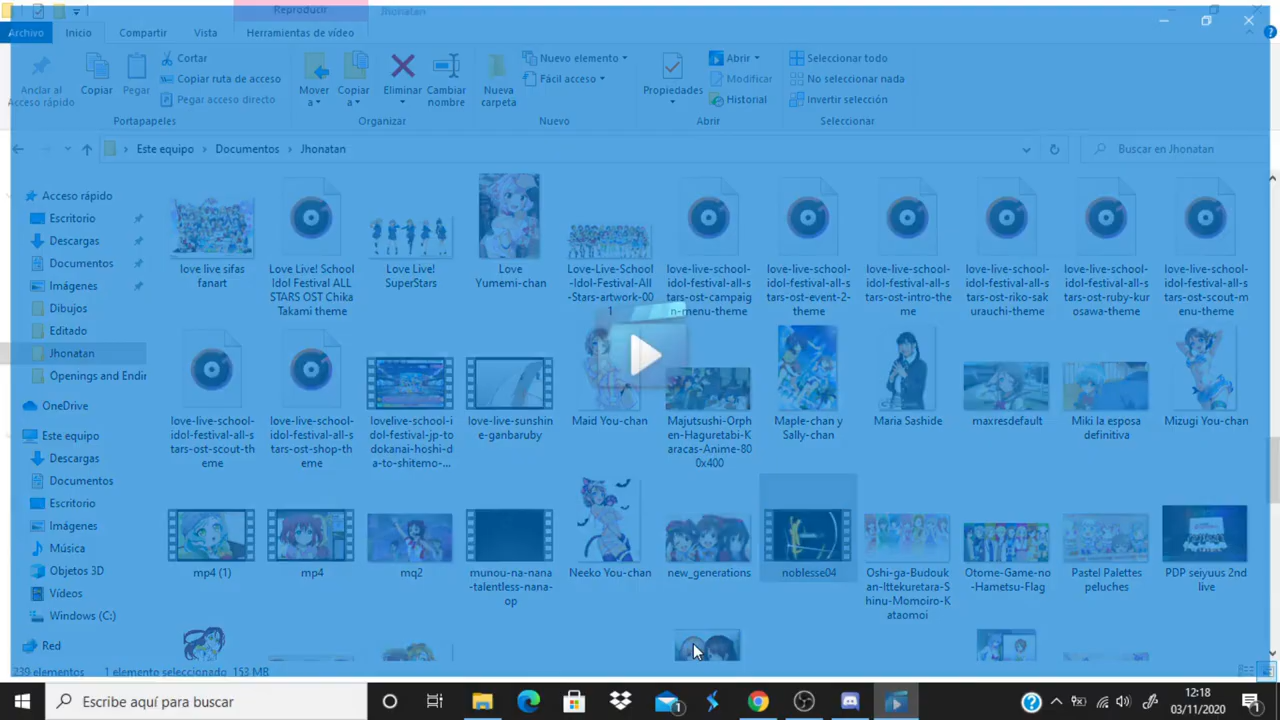 Reproducir
Jhonatan
Archivo
Inicio
Compartir
Vista
Herramientas de vídeo
Anclar al
Acceso rápido
Copiar
Pegar
Cortar
Copiar ruta de acceso
Pegar acceso directo
Portapapeles
Mover
a
Copiar
a
Eliminar
Cambiar
nombre
Organizar
Nueva
carpeta
Nuevo elemento
Fácil acceso
Nuevo
Propiedades
Abrir
Modificar
Historial
Abrir
Seleccionar todo
No seleccionar nada
Invertir selección
Seleccionar
Este equipo
Documentos
Jhonatan
Buscar en Jhonatan
Acceso rápido
Escritorio
Descargas
Documentos
Imágenes
Dibujos
Editado
Jhonatan
Openings and Endir
OneDrive
Este equipo
Descargas
Documentos
Escritorio
Imágenes
Música
Objetos 3D
Vídeos
Windows (C:)
Red
love live sifas
fanart
Love Live! School
Idol Festival ALL
STARS OST Chika
Takami theme
Love Live!
SuperStars
Love
Yumemi-chan
Love-Live-School
-Idol-Festival-All
-Stars-artwork-00
1
love-live-school-
idol-festival-all-s
tars-ost-campaig
n-menu-theme
love-live-school-
idol-festival-all-s
tars-ost-event-2-
theme
love-live-school-
idol-festival-all-s
tars-ost-intro-the
me
love-live-school-
idol-festival-all-s
tars-ost-riko-sak
urauchi-theme
love-live-school-
idol-festival-all-s
tars-ost-ruby-kur
osawa-theme
love-live-school-
idol-festival-all-s
tars-ost-scout-m
enu-theme
love-live-school-
idol-festival-all-s
tars-ost-scout-th
eme
love-live-school-
idol-festival-all-s
tars-ost-shop-th
eme
lovelive-school-i
dol-festival-jp-to
dokanai-hoshi-d
a-to-shitemo-...
love-live-sunshin
e-ganbaruby
Maid You-chan
Majutsushi-Orph
en-Haguretabi-K
aracas-Anime-80
0x400
Maple-chan y
Sally-chan
Maria Sashide
maxresdefault
Miki la esposa
definitiva
Mizugi You-chan
mp4 (1)
mp4
mq2
munou-na-nana
-talentless-nana-
op
Neeko You-chan
new_generations
noblesse04
Oshi-ga-Budouk
an-Ittekuretara-S
hinu-Momoiro-K
ataomoi
Otome-Game-no
-Hametsu-Flag
Pastel Palettes
peluches
PDP seiyuus 2nd
live
239 elementos
1 elemento seleccionado
153 MB
Escribe aquí para buscar
1
12:18
03/11/2020
1